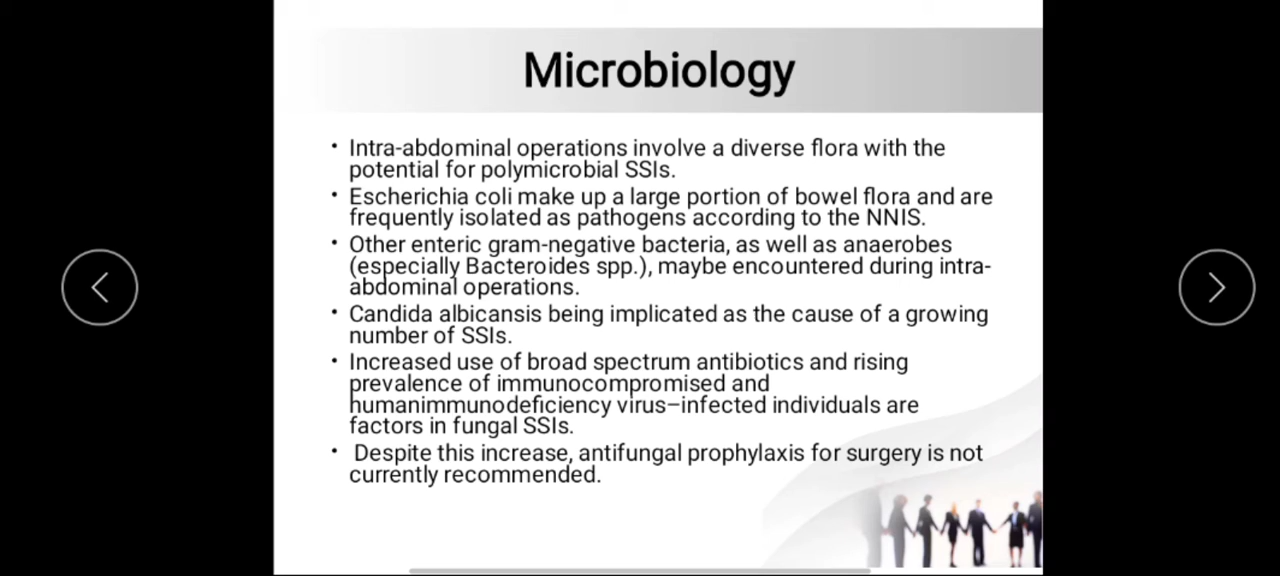 Microbiology
• Intra-abdominal operations involve a diverse flora with the
potential for polymicrobial SSIs.
• Escherichia coli make up a large portion of bowel flora and are
frequently isolated as pathogens according to the NNIS.
• Other enteric gram-negative bacteria, as well as anaerobes
(especially Bacteroides spp.), maybe encountered during intra-
abdominal operations.
• Candida albicansis being implicated as the cause of a growing
number of SSIs.
• Increased use of broad spectrum antibiotics and rising
prevalence of immunocompromised and
humanimmunodeficiency virus–infected individuals are
factors in fungal SSIs.
• Despite this increase, antifungal prophylaxis for surgery is not
currently recommended.